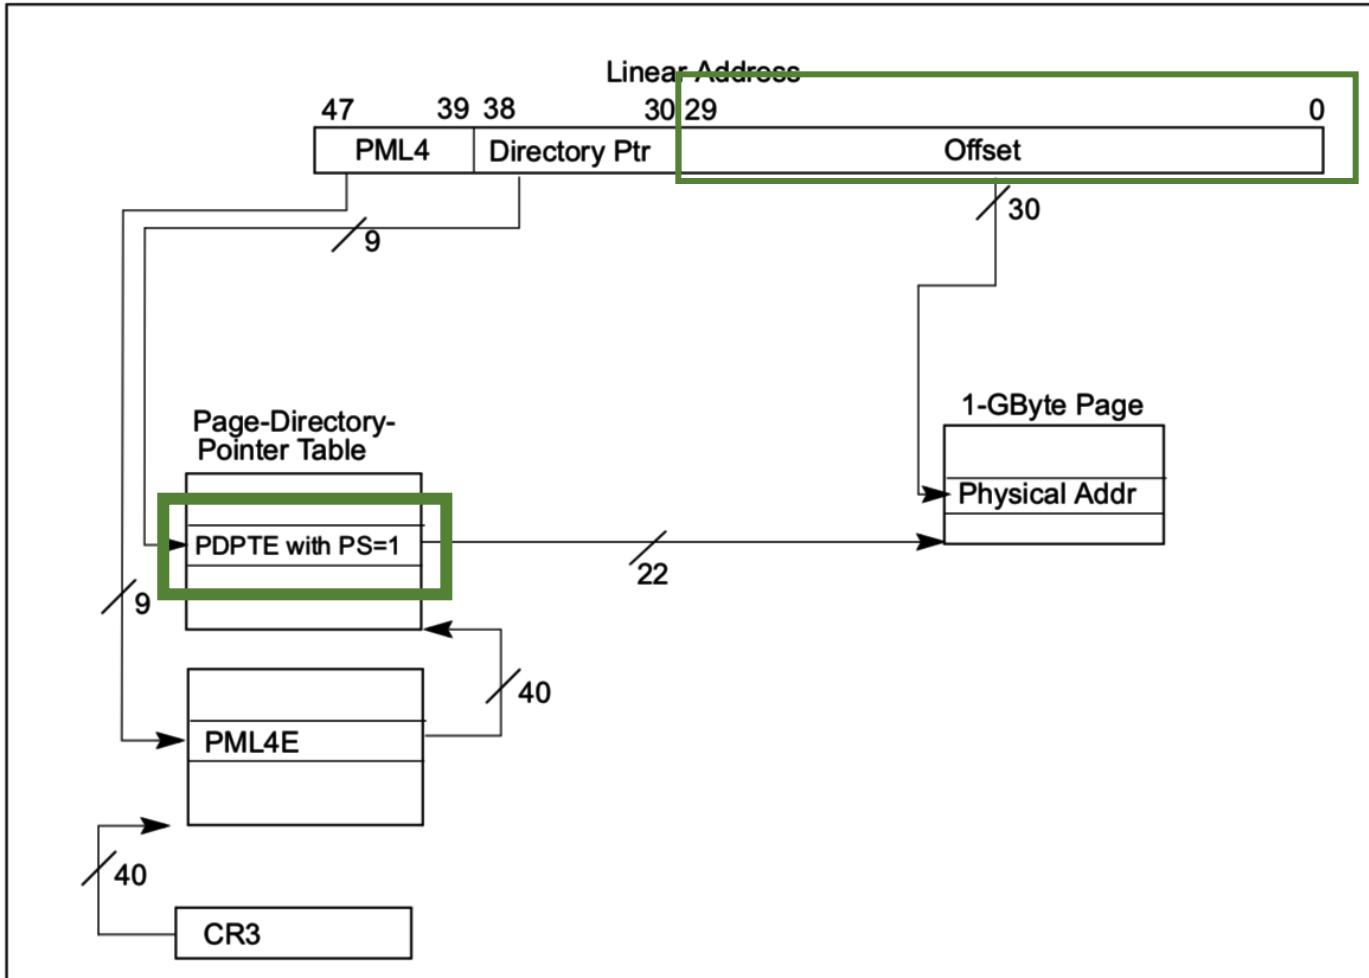 Linear Address
47 39 38 30 29 0
PML4 Directory Ptr Offset
9
30
Page-Directory-
Pointer Table
PDPTE with PS=1
22
1-GByte Page
Physical Addr
9
40
PML4E
40
CR3